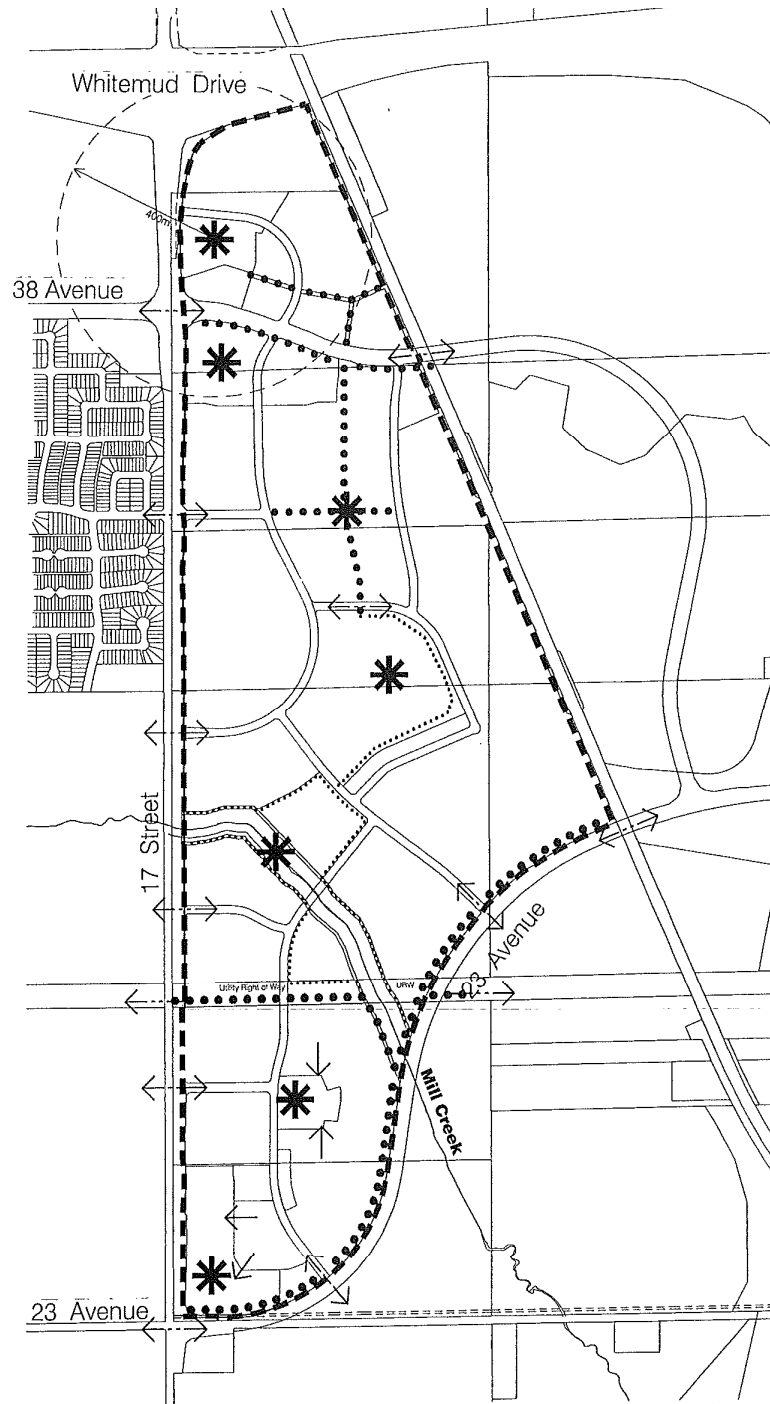 Whitemud Drive
400m
38 Avenue
17 Street
23 Avenue
Utility Right of Way
URW
Mill Creek
23 Avenue